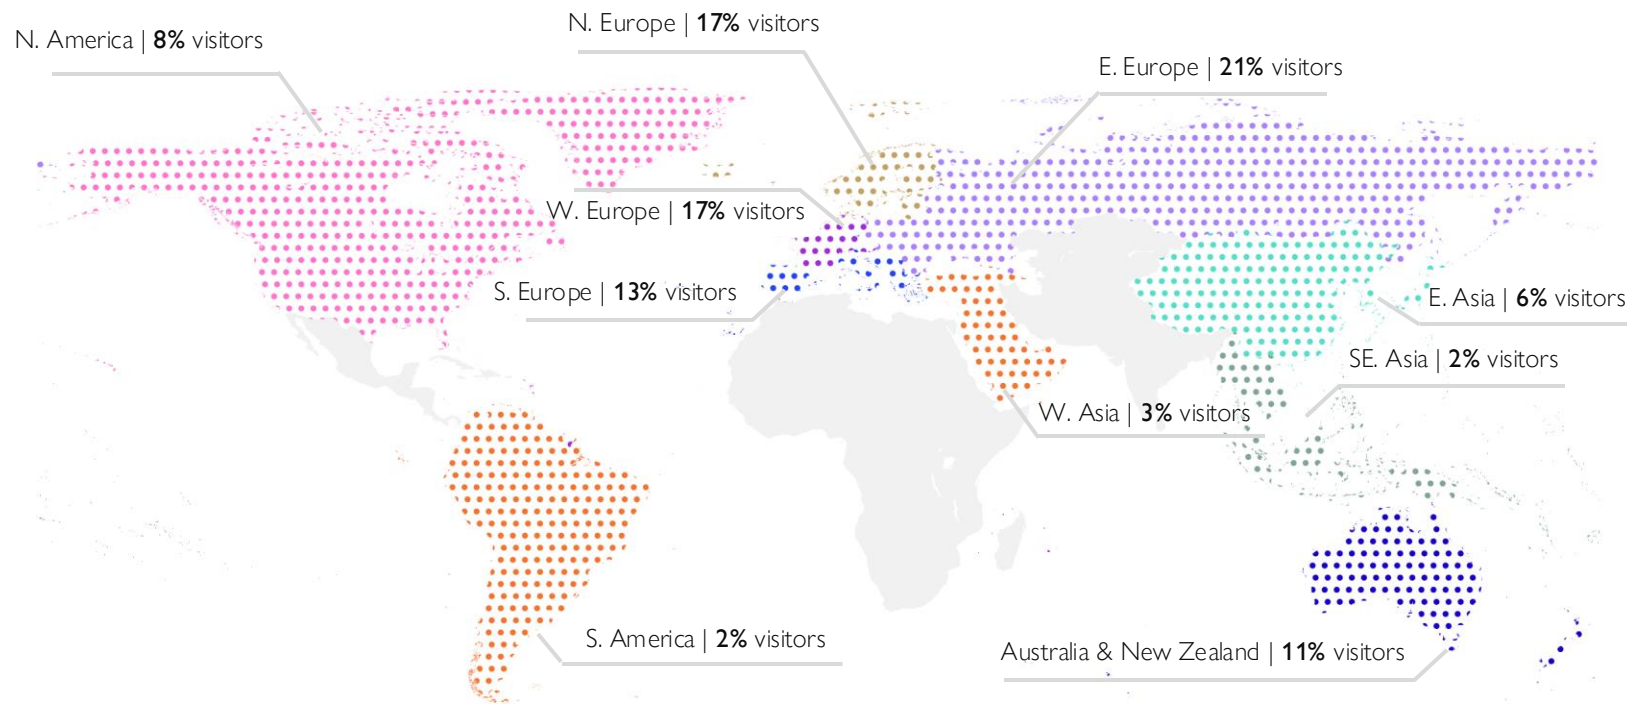 N. America | 8% visitors
N. Europe | 17% visitors
E. Europe | 21% visitors
W. Europe | 17% visitors
S. Europe | 13% visitors
E. Asia | 6% visitors
SE. Asia | 2% visitors
W. Asia | 3% visitors
S. America | 2% visitors
Australia & New Zealand | 11% visitors